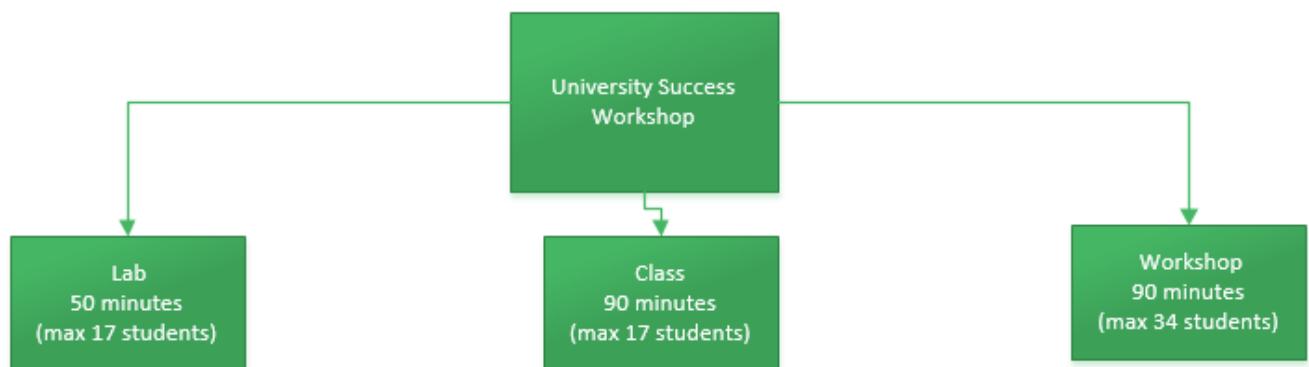 University Success
Workshop
Lab
50 minutes
(max 17 students)
Class
90 minutes
(max 17 students)
Workshop
90 minutes
(max 34 students)